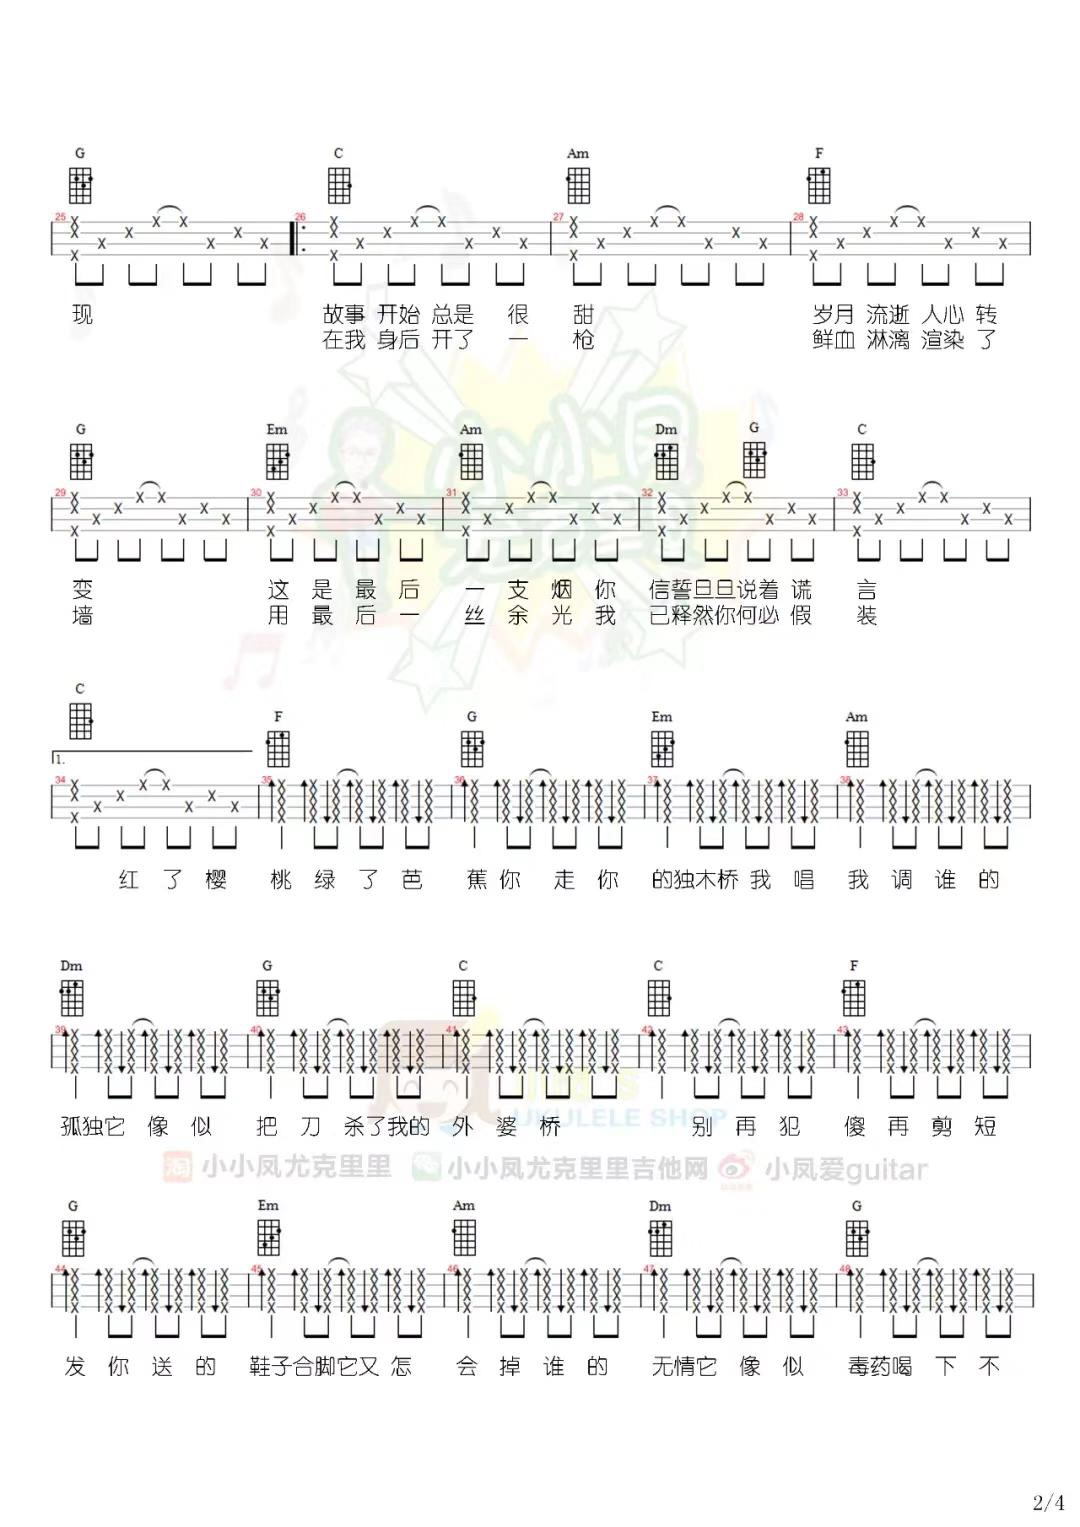 G C Am F
25 26 27 28
现 故事 开始 总是 很 甜 岁月 流逝 人心 转
在我 身后 开了 一 枪 鲜血 淋漓 渲染 了
G Em Am Dm G C
29 30 31 32 33
变 这 是 最 后 一 支 烟 你 信誓旦旦说着 谎 言
墙 用 最 后 一 丝 余 光 我 已释然你何必 假 装
C F G Em Am
1.
34 35 36 37 38
红 了 樱 桃 绿 了 芭 蕉 你 走 你 的独木桥 我 唱 我 调 谁 的
Dm G C C F
39 40 41 42 43
孤独它 像 似 把 刀 杀了我的 外 婆 桥 别 再 犯 傻 再 剪 短
UKULELE SHOP
淘 小小凤尤克里里 小小凤尤克里里吉他网 小凤爱guitar
G Em Am Dm G
44 45 46 47 48
发 你 送 的 鞋子合脚它又 怎 会 掉 谁 的 无情它 像 似 毒药喝 下 不
2/4